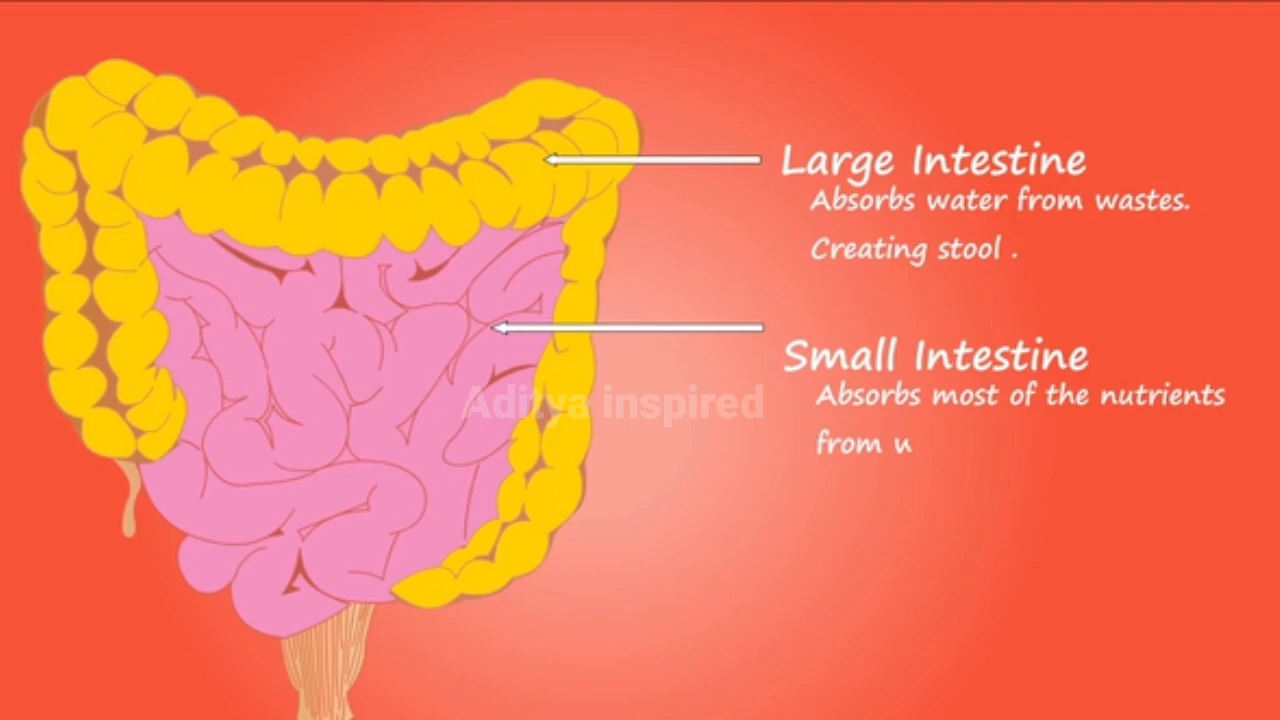 Large Intestine
Absorbs water from wastes.
Creating stool .
Small Intestine
Absorbs most of the nutrients
Aditya inspired
from u